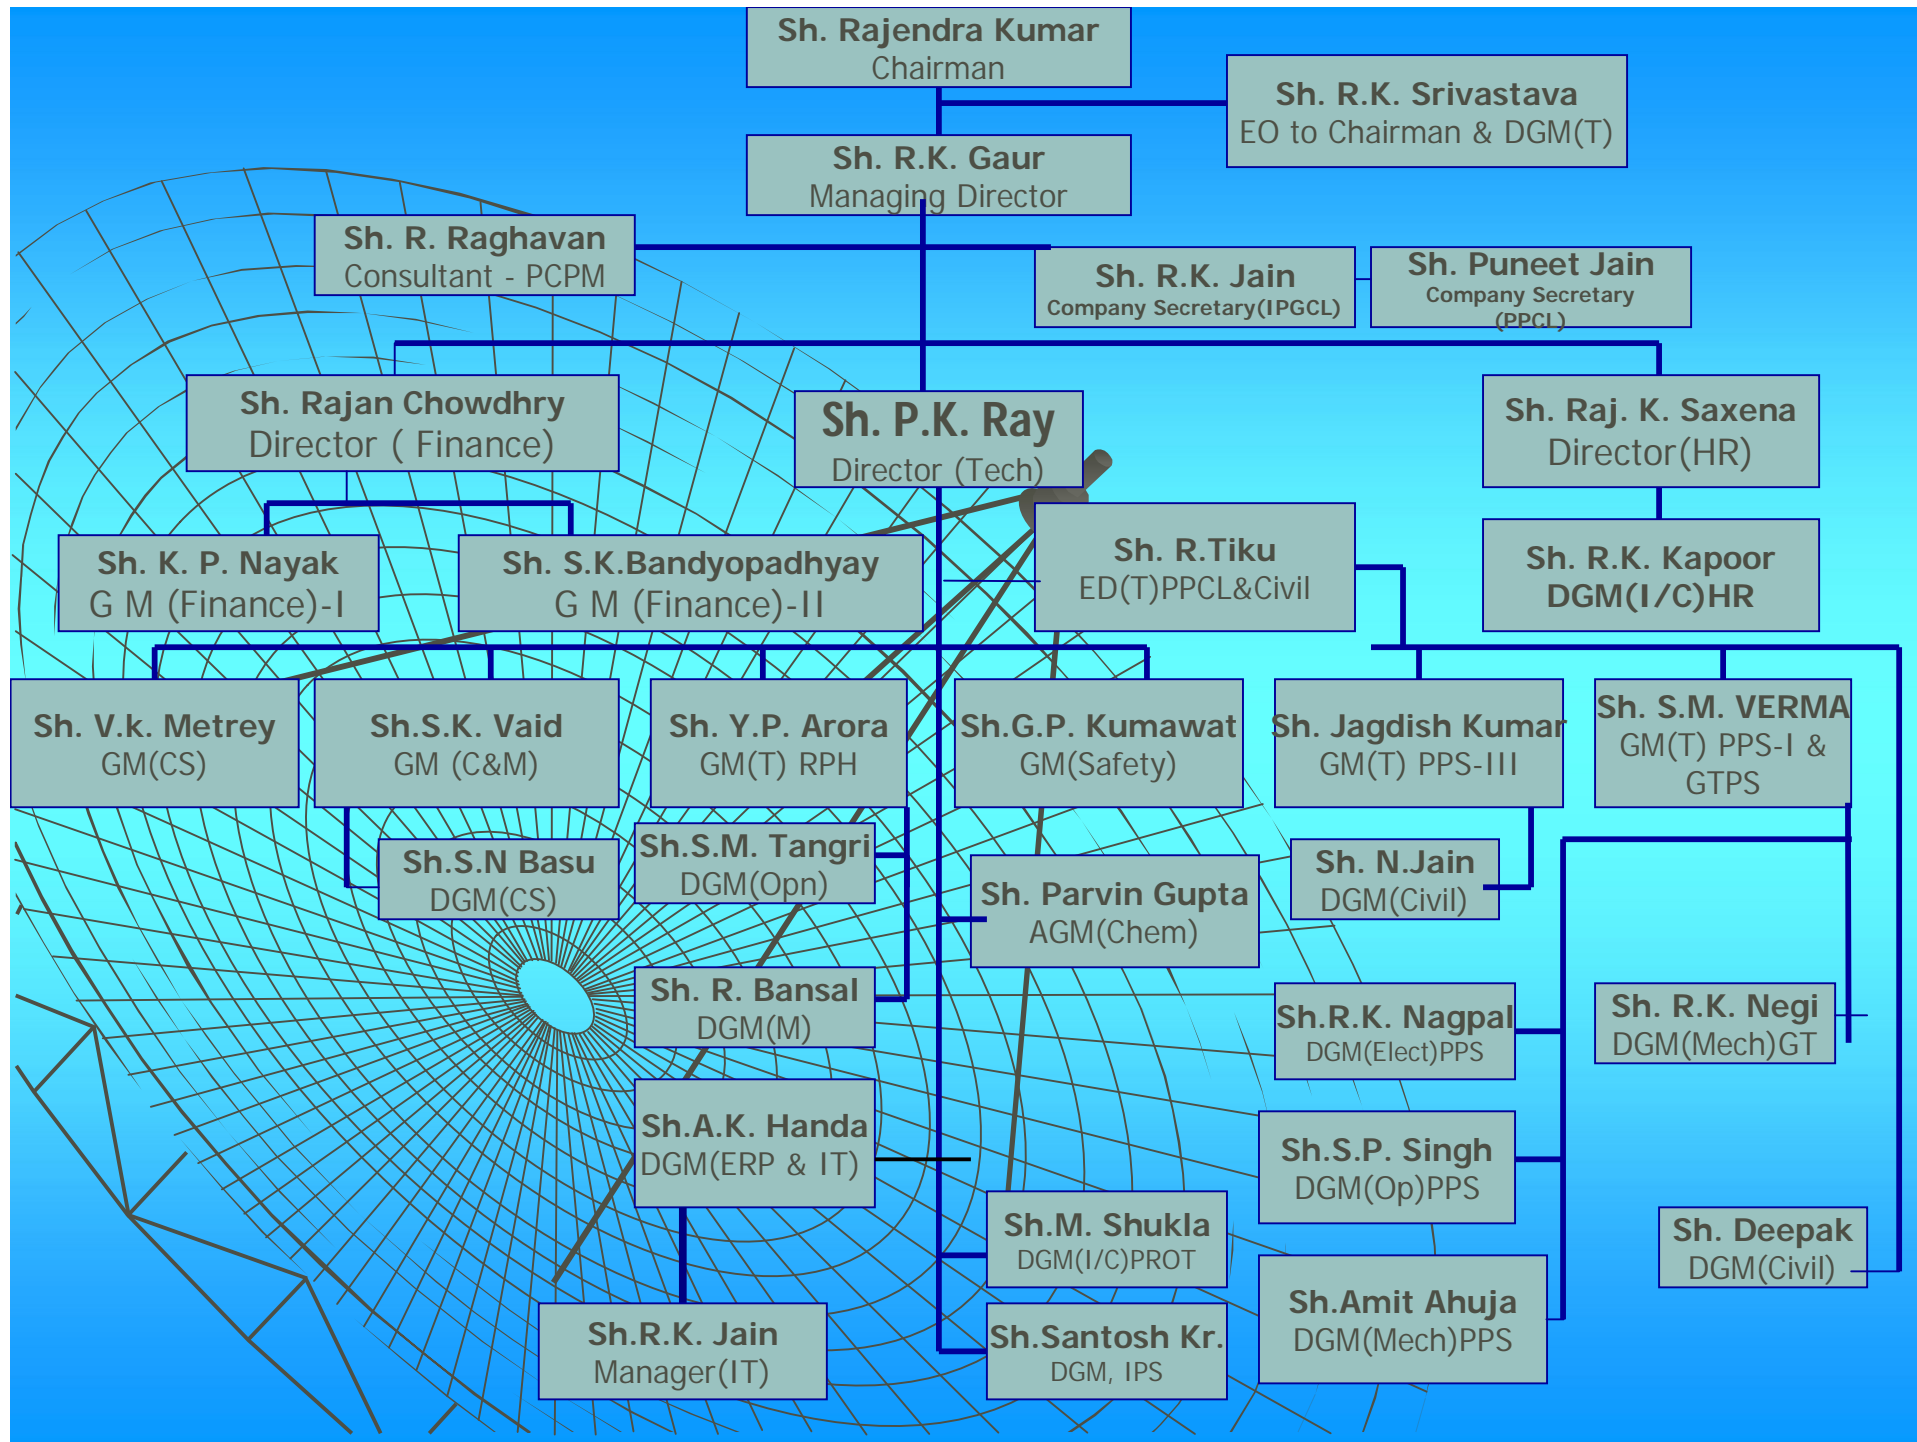 Sh. Rajendra Kumar
Chairman
Sh. R.K. Srivastava
EO to Chairman & DGM(T)
Sh. R.K. Gaur
Managing Director
Sh. R. Raghavan
Consultant - PCPM
Sh. R.K. Jain
Company Secretary(IPGCL)
Sh. Puneet Jain
Company Secretary
(PPCL)
Sh. Rajan Chowdhry
Director ( Finance)
Sh. P.K. Ray
Director (Tech)
Sh. Raj. K. Saxena
Director(HR)
Sh. K. P. Nayak
G M (Finance)-I
Sh. S.K.Bandyopadhyay
G M (Finance)-II
Sh. R.Tiku
ED(T)PPCL&Civil
Sh. R.K. Kapoor
DGM(I/C)HR
Sh. V.k. Metrey
GM(CS)
Sh.S.K. Vaid
GM (C&M)
Sh. Y.P. Arora
GM(T) RPH
Sh.G.P. Kumawat
GM(Safety)
Sh. Jagdish Kumar
GM(T) PPS-III
Sh. S.M. VERMA
GM(T) PPS-I &
GTPS
Sh.S.N Basu
DGM(CS)
Sh.S.M. Tangri
DGM(Opn)
Sh. Parvin Gupta
AGM(Chem)
Sh. N.Jain
DGM(Civil)
Sh. R. Bansal
DGM(M)
Sh.R.K. Nagpal
DGM(Elect)PPS
Sh. R.K. Negi
DGM(Mech)GT
Sh.A.K. Handa
DGM(ERP & IT)
Sh.S.P. Singh
DGM(Op)PPS
Sh.M. Shukla
DGM(I/C)PROT
Sh. Deepak
DGM(Civil)
Sh.R.K. Jain
Manager(IT)
Sh.Santosh Kr.
DGM, IPS
Sh.Amit Ahuja
DGM(Mech)PPS